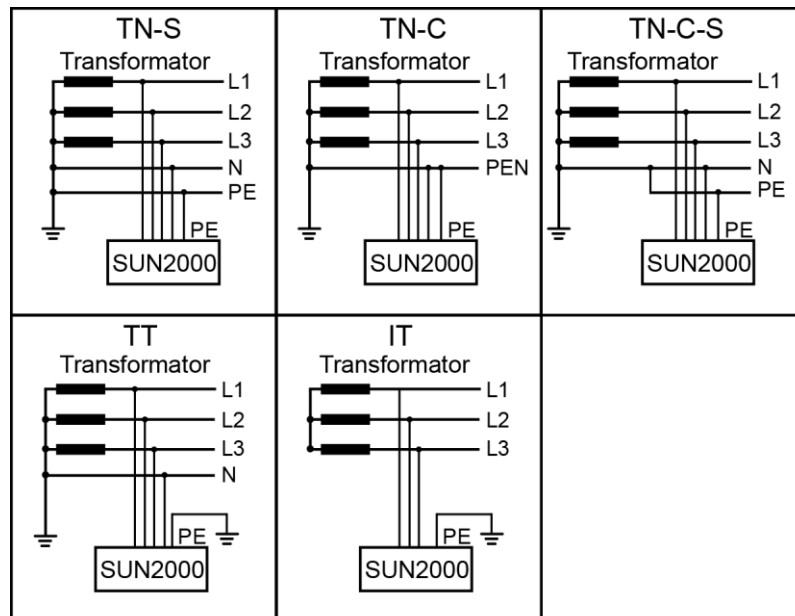 TN-S
Transformator
L1
L2
L3
N
PE
PE
SUN2000
TN-C
Transformator
L1
L2
L3
PEN
PE
SUN2000
TN-C-S
Transformator
L1
L2
L3
N
PE
PE
SUN2000
TT
Transformator
L1
L2
L3
N
PE
SUN2000
IT
Transformator
L1
L2
L3
PE
SUN2000